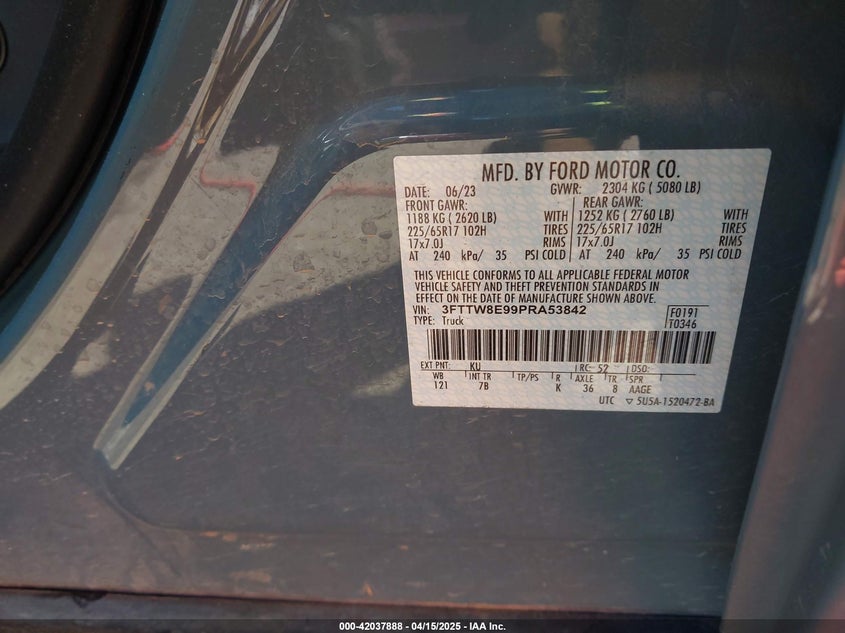 MFD. BY FORD MOTOR CO.
DATE: 06/23 GVWR: 2304 KG ( 5080 LB)
FRONT GAWR: REAR GAWR:
1188 KG ( 2620 LB) WITH 1252 KG ( 2760 LB) WITH
225/65R17 102H TIRES 225/65R17 102H TIRES
17x7.0J RIMS 17x7.0J RIMS
AT 240 kPa/ 35 PSI COLD AT 240 kPa/ 35 PSI COLD
THIS VEHICLE CONFORMS TO ALL APPLICABLE FEDERAL MOTOR
VEHICLE SAFETY AND THEFT PREVENTION STANDARDS IN
EFFECT ON THE DATE OF MANUFACTURE SHOWN ABOVE.
VIN: 3FTTW8E99PRA53842 F0191
TYPE: Truck T0346
EXT PNT: KU RC: 52 DSO:
WB INT TR TP/PS R AXLE TR SPR
121 7B K 36 8 AAGE
UTC ▽ 5U5A-1520472-BA
000-42037888 - 04/15/2025 - IAA Inc.